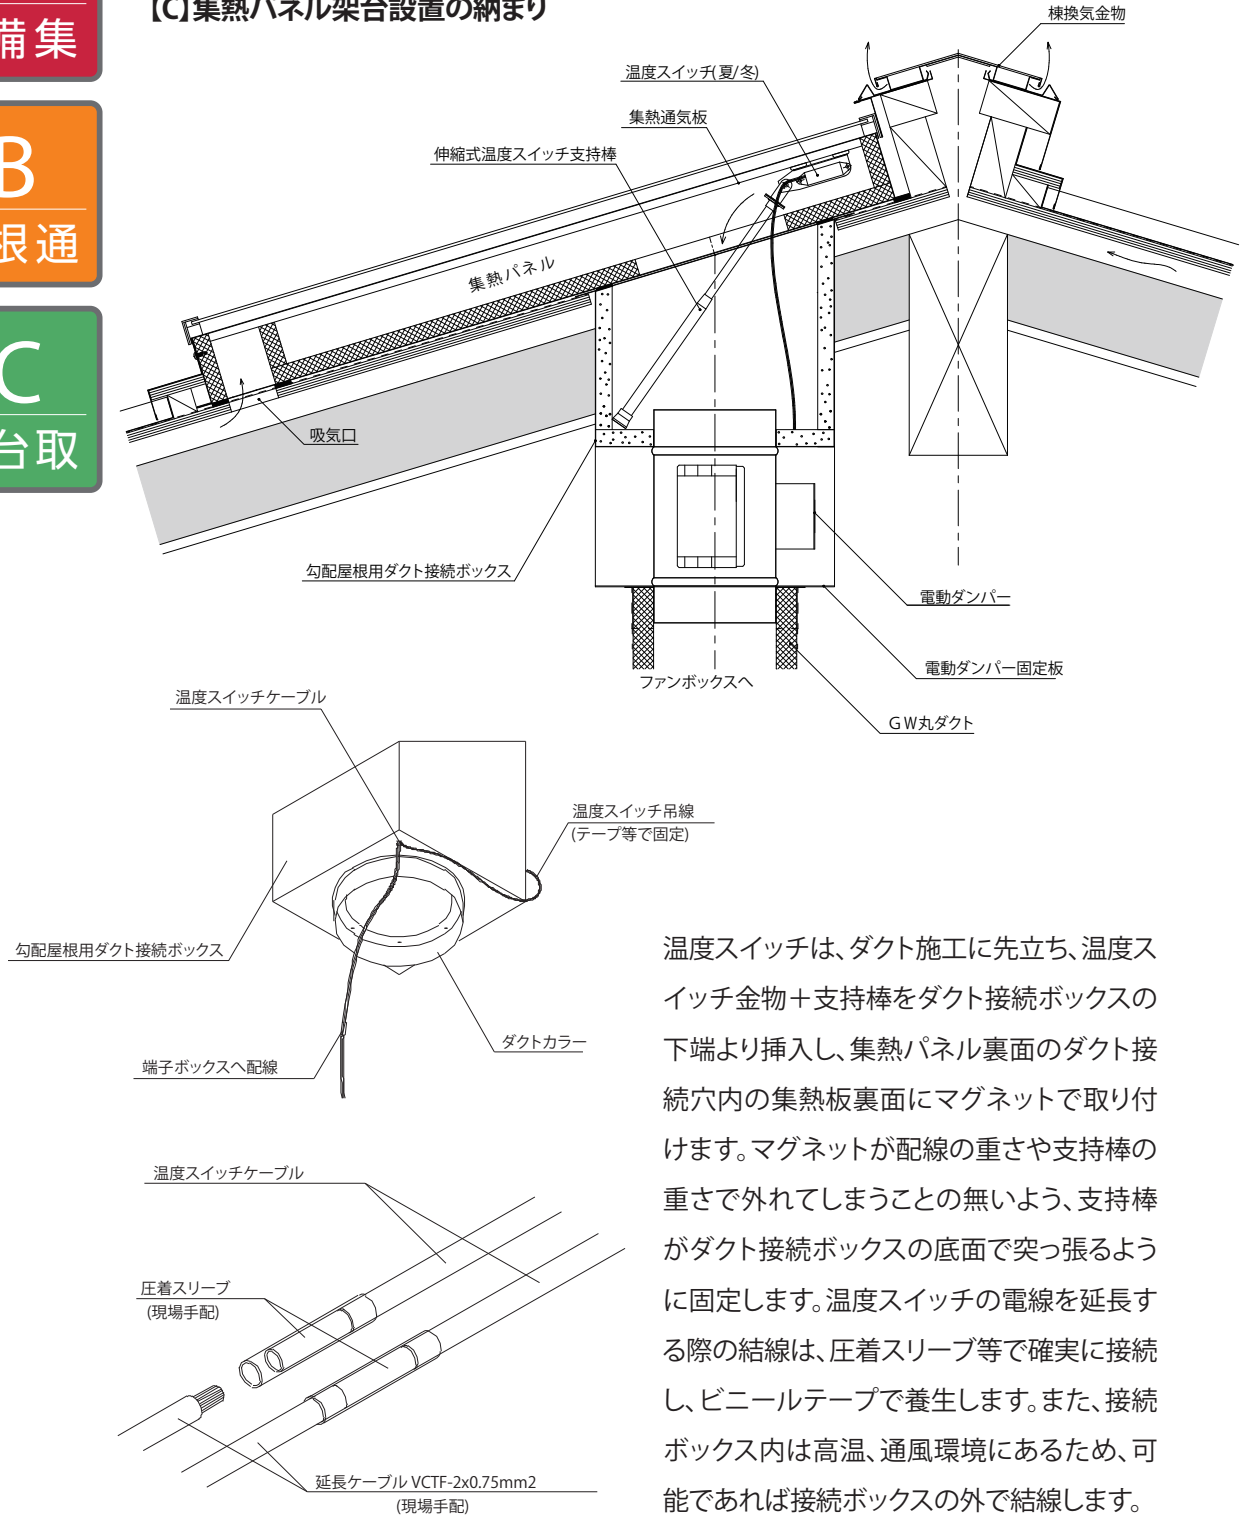 【C】集熱パネル架台設置の納まり
備集
B
根通
C
台取
棟換気金物
温度スイッチ(夏/冬)
集熱通気板
伸縮式温度スイッチ支持棒
集熱パネル
吸気口
勾配屋根用ダクト接続ボックス
電動ダンパー
電動ダンパー固定板
ファンボックスへ
GW丸ダクト
温度スイッチケーブル
温度スイッチ吊線
(テープ等で固定)
勾配屋根用ダクト接続ボックス
ダクトカラー
端子ボックスへ配線
温度スイッチケーブル
圧着スリーブ
(現場手配)
延長ケーブル VCTF-2x0.75mm2
(現場手配)
温度スイッチは、ダクト施工に先立ち、温度ス
イッチ金物＋支持棒をダクト接続ボックスの
下端より挿入し、集熱パネル裏面のダクト接
続穴内の集熱板裏面にマグネットで取り付
けます。マグネットが配線の重さや支持棒の
重さで外れてしまうことの無いよう、支持棒
がダクト接続ボックスの底面で突っ張るよう
に固定します。温度スイッチの電線を延長す
る際の結線は、圧着スリーブ等で確実に接続
し、ビニールテープで養生します。また、接続
ボックス内は高温、通風環境にあるため、可
能であれば接続ボックスの外で結線します。